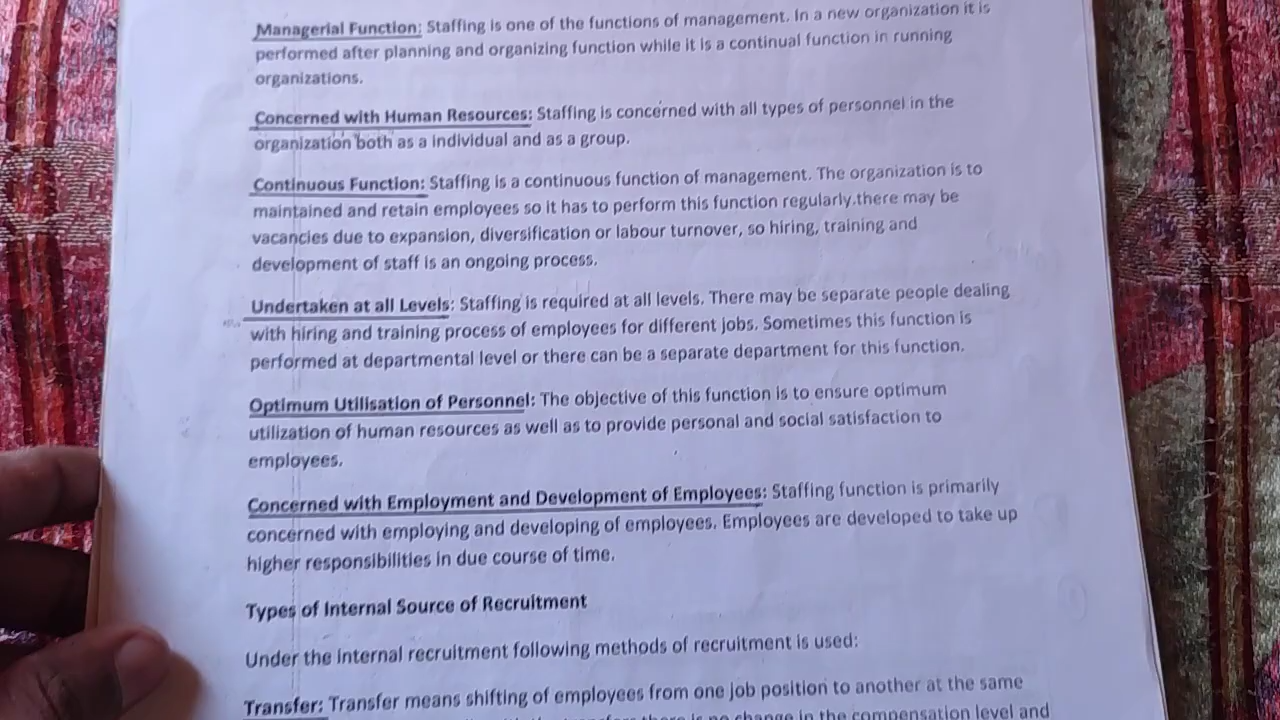 Managerial Function: Staffing is one of the functions of management. In a new organization it is
performed after planning and organizing function while it is a continual function in running
organizations.
Concerned with Human Resources: Staffing is concerned with all types of personnel in the
organization both as a individual and as a group.
Continuous Function: Staffing is a continuous function of management. The organization is to
maintained and retain employees so it has to perform this function regularly.there may be
vacancies due to expansion, diversification or labour turnover, so hiring, training and
development of staff is an ongoing process.
Undertaken at all Levels: Staffing is required at all levels. There may be separate people dealing
with hiring and training process of employees for different jobs. Sometimes this function is
performed at departmental level or there can be a separate department for this function.
Optimum Utilisation of Personnel: The objective of this function is to ensure optimum
utilization of human resources as well as to provide personal and social satisfaction to
employees.
Concerned with Employment and Development of Employees: Staffing function is primarily
concerned with employing and developing of employees. Employees are developed to take up
higher responsibilities in due course of time.
Types of Internal Source of Recruitment
Under the internal recruitment following methods of recruitment is used:
Transfer: Transfer means shifting of employees from one job position to another at the same
there is no change in the compensation level and